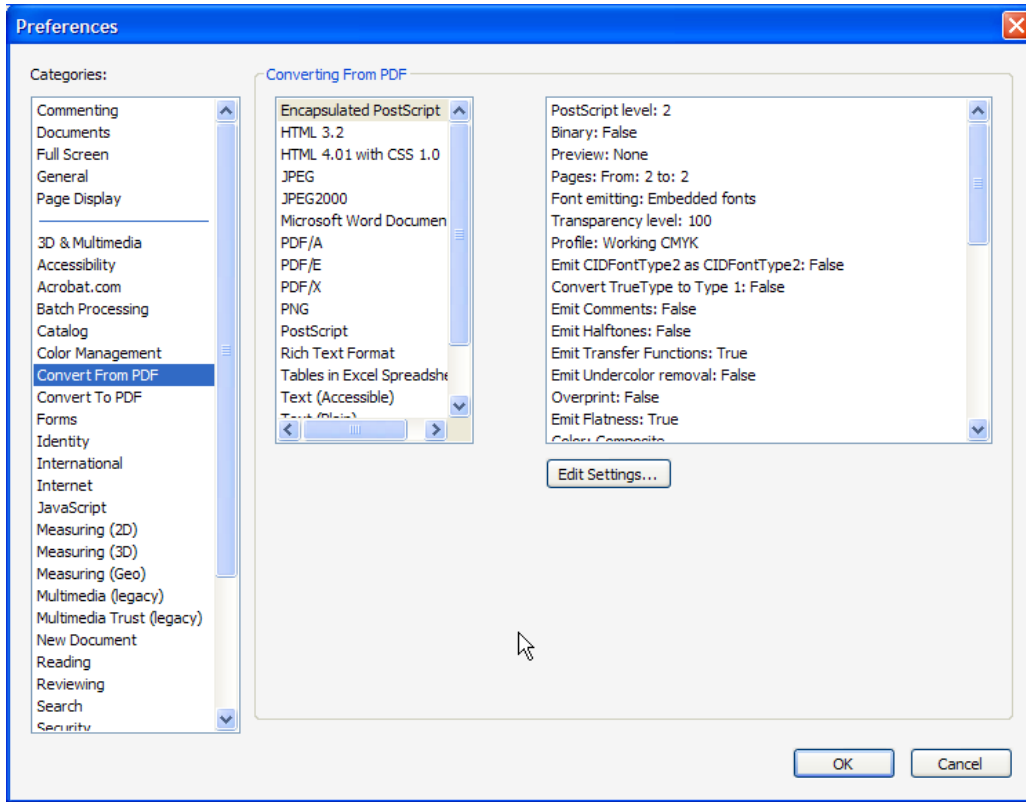 Preferences
Categories:
Commenting
Documents
Full Screen
General
Page Display
3D & Multimedia
Accessibility
Acrobat.com
Batch Processing
Catalog
Color Management
Convert From PDF
Convert To PDF
Forms
Identity
International
Internet
JavaScript
Measuring (2D)
Measuring (3D)
Measuring (Geo)
Multimedia (legacy)
Multimedia Trust (legacy)
New Document
Reading
Reviewing
Search
Security
Converting From PDF
Encapsulated PostScript
HTML 3.2
HTML 4.01 with CSS 1.0
JPEG
JPEG2000
Microsoft Word Documen
PDF/A
PDF/E
PDF/X
PNG
PostScript
Rich Text Format
Tables in Excel Spreadshe
Text (Accessible)
Text (Plain)
PostScript level: 2
Binary: False
Preview: None
Pages: From: 2 to: 2
Font emitting: Embedded fonts
Transparency level: 100
Profile: Working CMYK
Emit CIDFontType2 as CIDFontType2: False
Convert TrueType to Type 1: False
Emit Comments: False
Emit Halftones: False
Emit Transfer Functions: True
Emit Undercolor removal: False
Overprint: False
Emit Flatness: True
Color: Composite
Edit Settings...
OK
Cancel